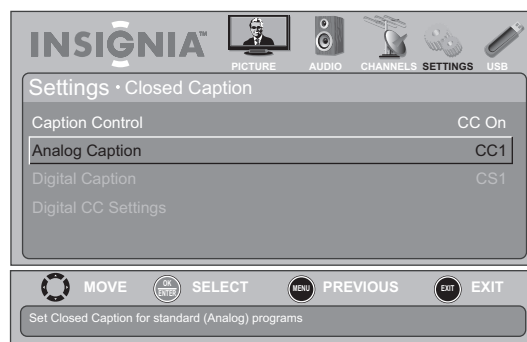 INSIGNIA™
PICTURE AUDIO CHANNELS SETTINGS USB
Settings • Closed Caption
Caption Control CC On
Analog Caption CC1
Digital Caption CS1
Digital CC Settings
MOVE OK ENTER SELECT MENU PREVIOUS EXIT EXIT
Set Closed Caption for standard (Analog) programs